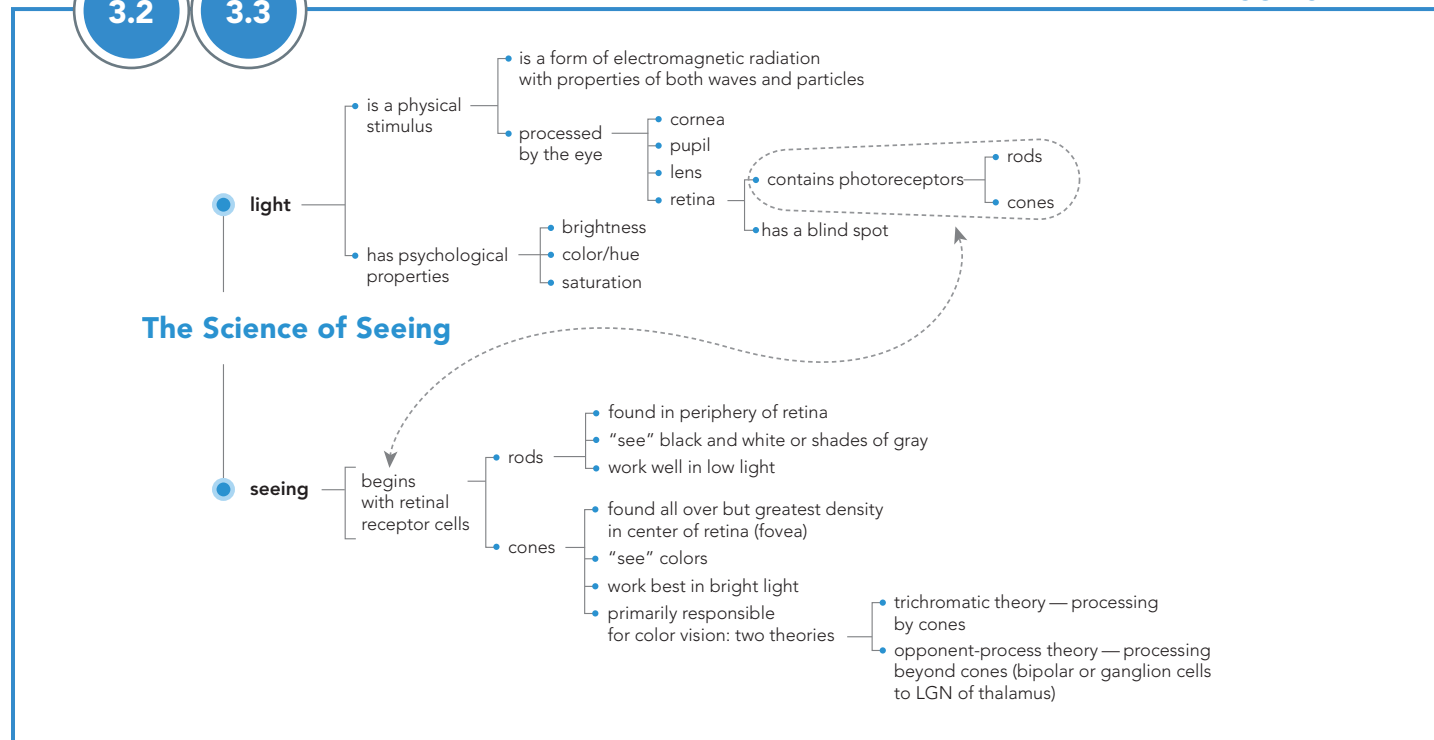 3.2
3.3
is a form of electromagnetic radiation
with properties of both waves and particles
is a physical
stimulus
processed
by the eye
cornea
pupil
lens
retina
contains photoreceptors
rods
cones
has a blind spot
light
has psychological
properties
brightness
color/hue
saturation
The Science of Seeing
seeing
begins
with retinal
receptor cells
rods
found in periphery of retina
“see” black and white or shades of gray
work well in low light
cones
found all over but greatest density
in center of retina (fovea)
“see” colors
work best in bright light
primarily responsible
for color vision: two theories
trichromatic theory — processing
by cones
opponent-process theory — processing
beyond cones (bipolar or ganglion cells
to LGN of thalamus)